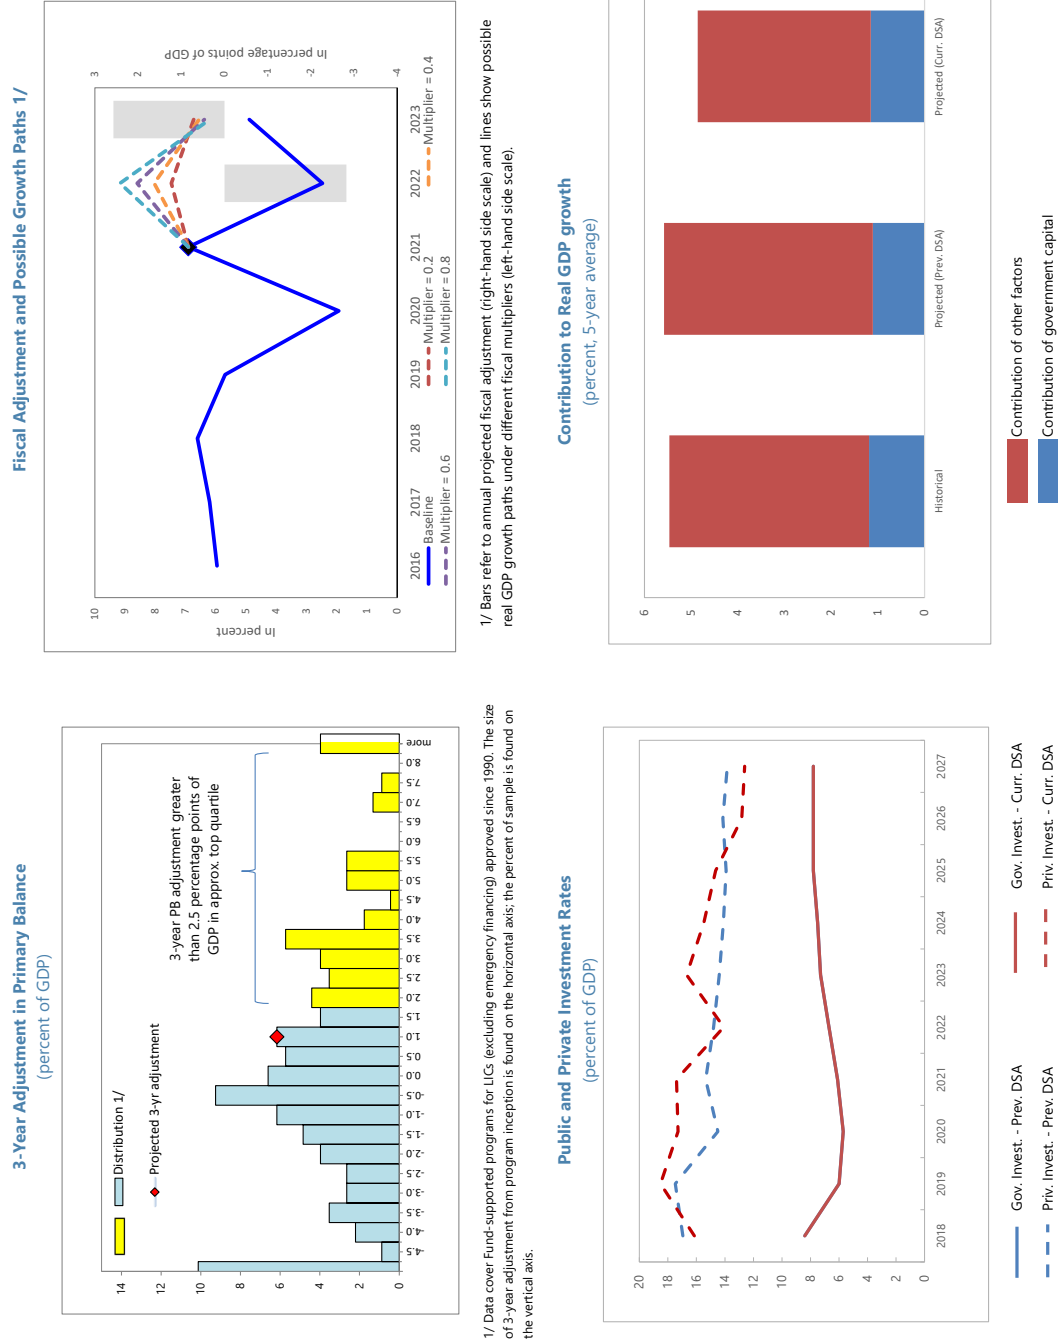 3-Year Adjustment in Primary Balance
(percent of GDP)
Distribution 1/
Projected 3-yr adjustment
3-year PB adjustment greater
than 2.5 percentage points of
GDP in approx. top quartile
14
12
10
8
6
4
2
0
-4.5
-4.0
-3.5
-3.0
-2.5
-2.0
-1.5
-1.0
-0.5
0.0
0.5
1.0
1.5
2.0
2.5
3.0
3.5
4.0
4.5
5.0
5.5
6.0
6.5
7.0
7.5
8.0
more
1/ Data cover Fund-supported programs for LICs (excluding emergency financing) approved since 1990. The size
of 3-year adjustment from program inception is found on the horizontal axis; the percent of sample is found on
the vertical axis.
Fiscal Adjustment and Possible Growth Paths 1/
In percent
10
9
8
7
6
5
4
3
2
1
0
In percentage points of GDP
3
2
1
0
-1
-2
-3
-4
2016 2017 2018 2019 2020 2021 2022 2023
Baseline Multiplier = 0.2 Multiplier = 0.4
Multiplier = 0.6 Multiplier = 0.8
1/ Bars refer to annual projected fiscal adjustment (right-hand side scale) and lines show possible
real GDP growth paths under different fiscal multipliers (left-hand side scale).
Public and Private Investment Rates
(percent of GDP)
20
18
16
14
12
10
8
6
4
2
0
2018 2019 2020 2021 2022 2023 2024 2025 2026 2027
Gov. Invest. - Prev. DSA Gov. Invest. - Curr. DSA
Priv. Invest. - Prev. DSA Priv. Invest. - Curr. DSA
Contribution to Real GDP growth
(percent, 5-year average)
6
5
4
3
2
1
0
Historical Projected (Prev. DSA) Projected (Curr. DSA)
Contribution of other factors
Contribution of government capital